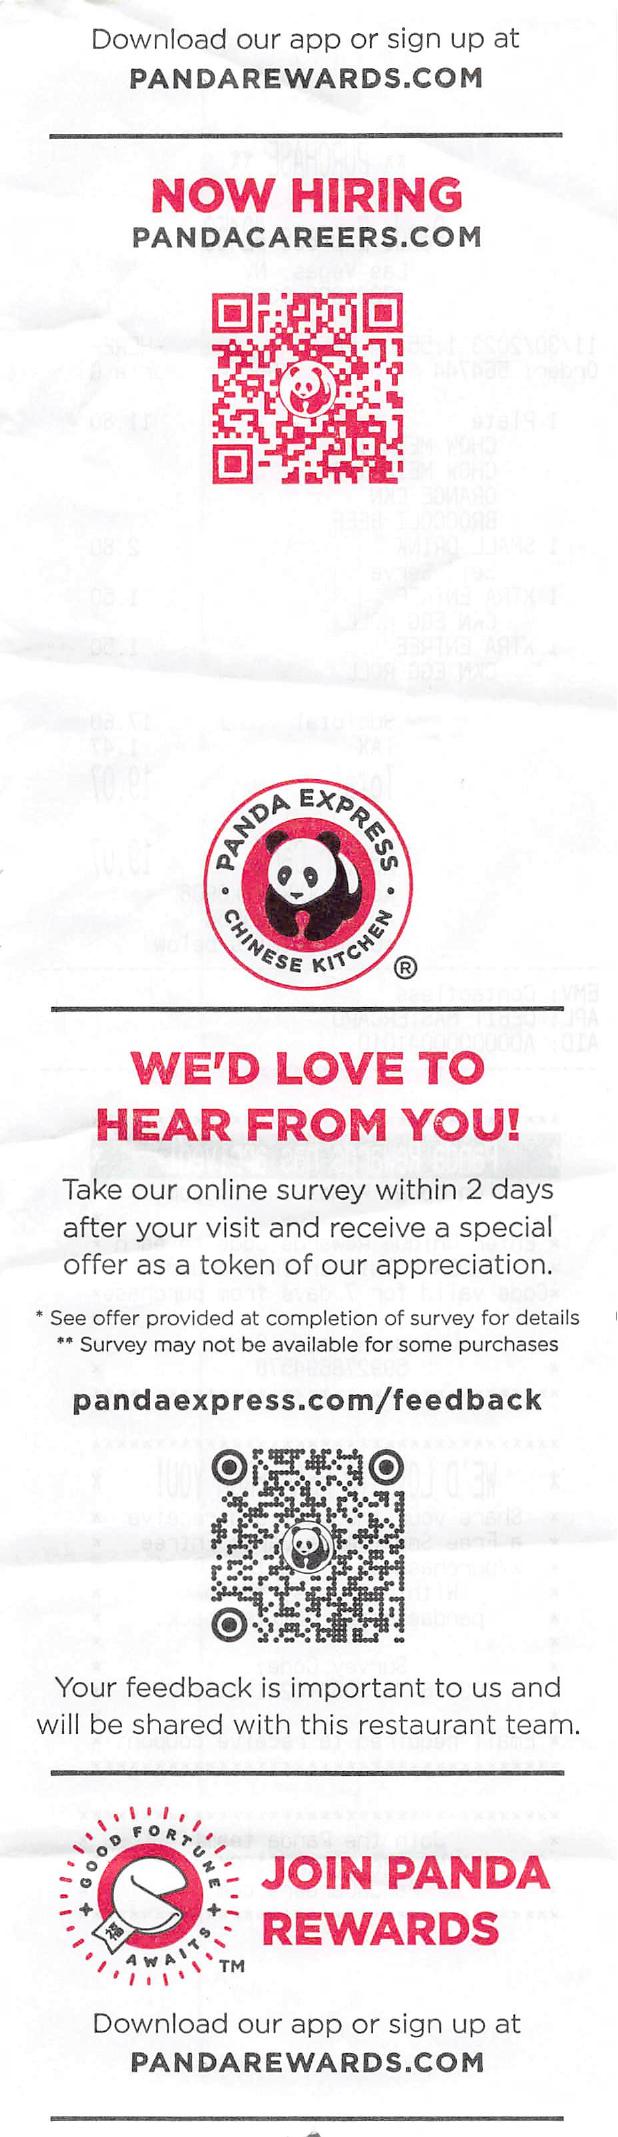 Download our app or sign up at
PANDAREWARDS.COM
NOW HIRING
PANDACAREERS.COM
PANDA EXPRESS
CHINESE KITCHEN
®
WE'D LOVE TO
HEAR FROM YOU!
Take our online survey within 2 days
after your visit and receive a special
offer as a token of our appreciation.
* See offer provided at completion of survey for details
** Survey may not be available for some purchases
pandaexpress.com/feedback
Your feedback is important to us and
will be shared with this restaurant team.
GOOD FORTUNE
AWAITS
福
TM
JOIN PANDA
REWARDS
Download our app or sign up at
PANDAREWARDS.COM